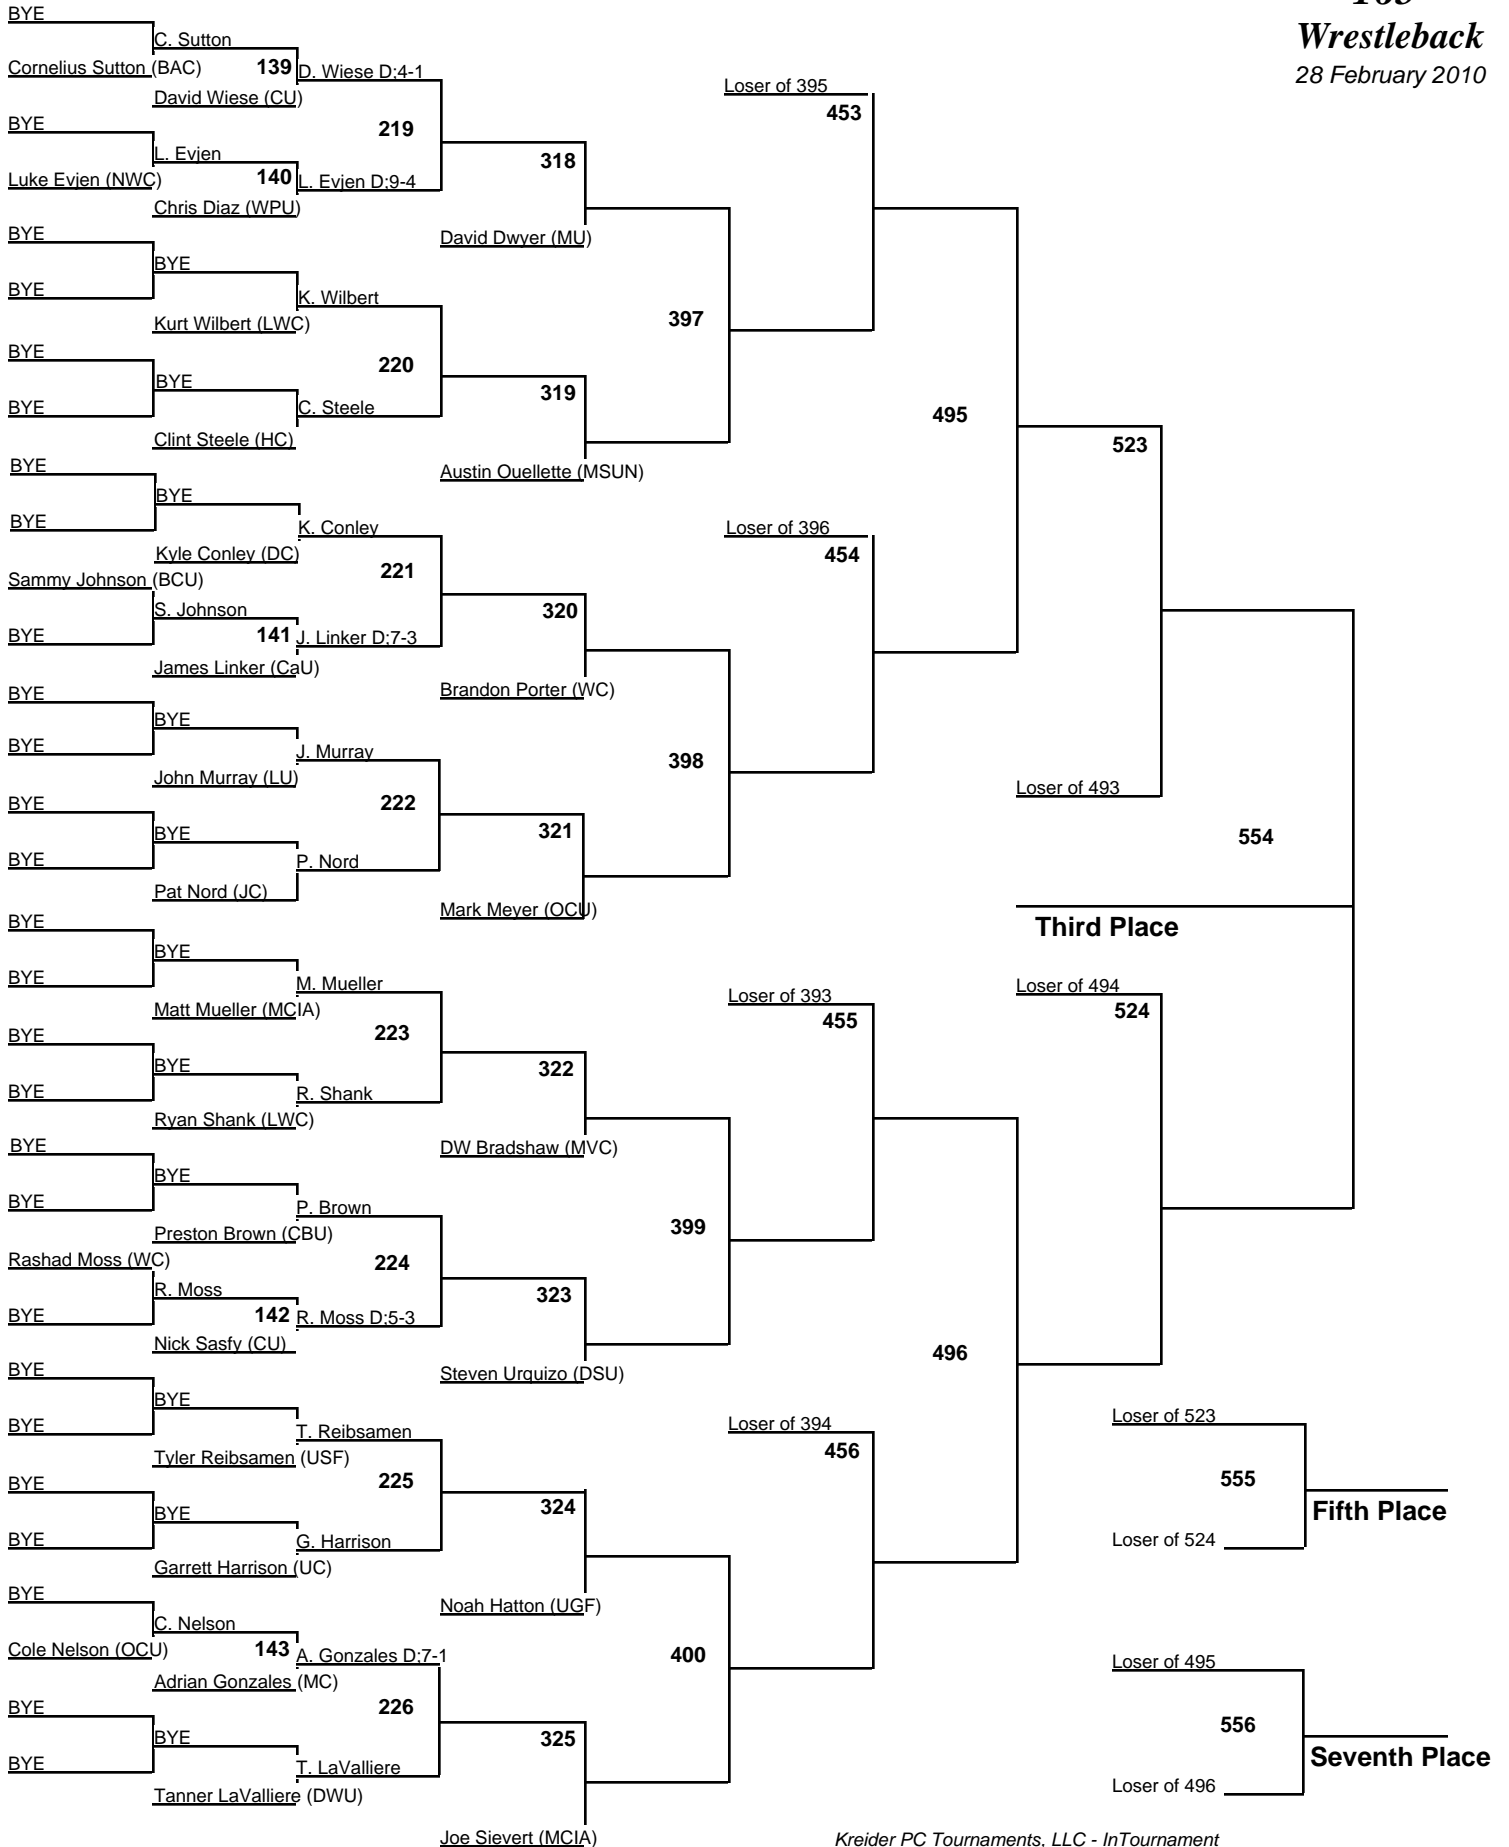 Wrestleback
28 February 2010
BYE
C. Sutton
Cornelius Sutton (BAC)
139
D. Wiese D;4-1
David Wiese (CU)
BYE
219
L. Evjen
Luke Evjen (NWC)
140
L. Evjen D;9-4
Chris Diaz (WPU)
318
David Dwyer (MU)
BYE
BYE
BYE
K. Wilbert
Kurt Wilbert (LWC)
BYE
220
BYE
BYE
C. Steele
Clint Steele (HC)
319
Austin Ouellette (MSUN)
397
Loser of 395
453
BYE
BYE
BYE
K. Conley
Kyle Conley (DC)
Sammy Johnson (BCU)
221
S. Johnson
BYE
141
J. Linker D;7-3
James Linker (CaU)
320
Brandon Porter (WC)
BYE
BYE
BYE
J. Murray
John Murray (LU)
BYE
222
BYE
BYE
P. Nord
Pat Nord (JC)
321
Mark Meyer (OCU)
398
Loser of 396
454
495
523
Loser of 493
554
Third Place
BYE
BYE
BYE
M. Mueller
Matt Mueller (MCIA)
BYE
223
BYE
BYE
R. Shank
Ryan Shank (LWC)
322
DW Bradshaw (MVC)
BYE
BYE
BYE
P. Brown
Preston Brown (CBU)
Rashad Moss (WC)
224
R. Moss
BYE
142
R. Moss D;5-3
Nick Sasfy (CU)
323
Steven Urquizo (DSU)
399
Loser of 393
455
Loser of 494
524
496
BYE
BYE
BYE
T. Reibsamen
Tyler Reibsamen (USF)
BYE
225
BYE
BYE
G. Harrison
Garrett Harrison (UC)
324
Noah Hatton (UGF)
BYE
C. Nelson
Cole Nelson (OCU)
143
A. Gonzales D;7-1
Adrian Gonzales (MC)
BYE
226
BYE
BYE
T. LaValliere
Tanner LaValliere (DWU)
325
Joe Sievert (MCIA)
400
Loser of 394
456
Loser of 523
555
Fifth Place
Loser of 524
Loser of 495
556
Seventh Place
Loser of 496
Kreider PC Tournaments, LLC - InTournament